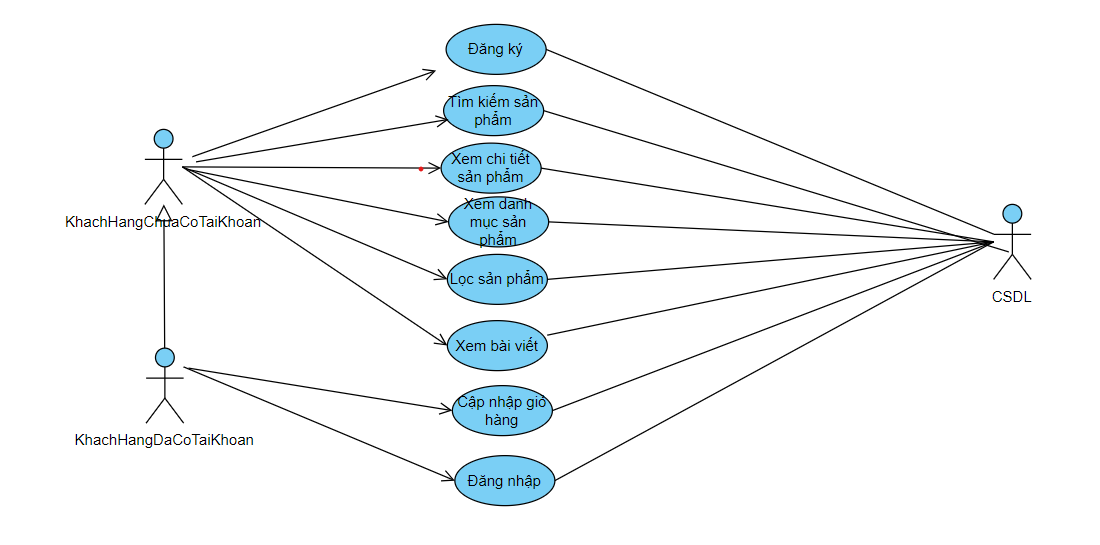 Đăng ký
Tìm kiếm sản
phẩm
Xem chi tiết
sản phẩm
KhachHangChuaCoTaiKhoan
Xem danh
mục sản
phẩm
Lọc sản phẩm
CSDL
Xem bài viết
Cập nhập giỏ
hàng
KhachHangDaCoTaiKhoan
Đăng nhập